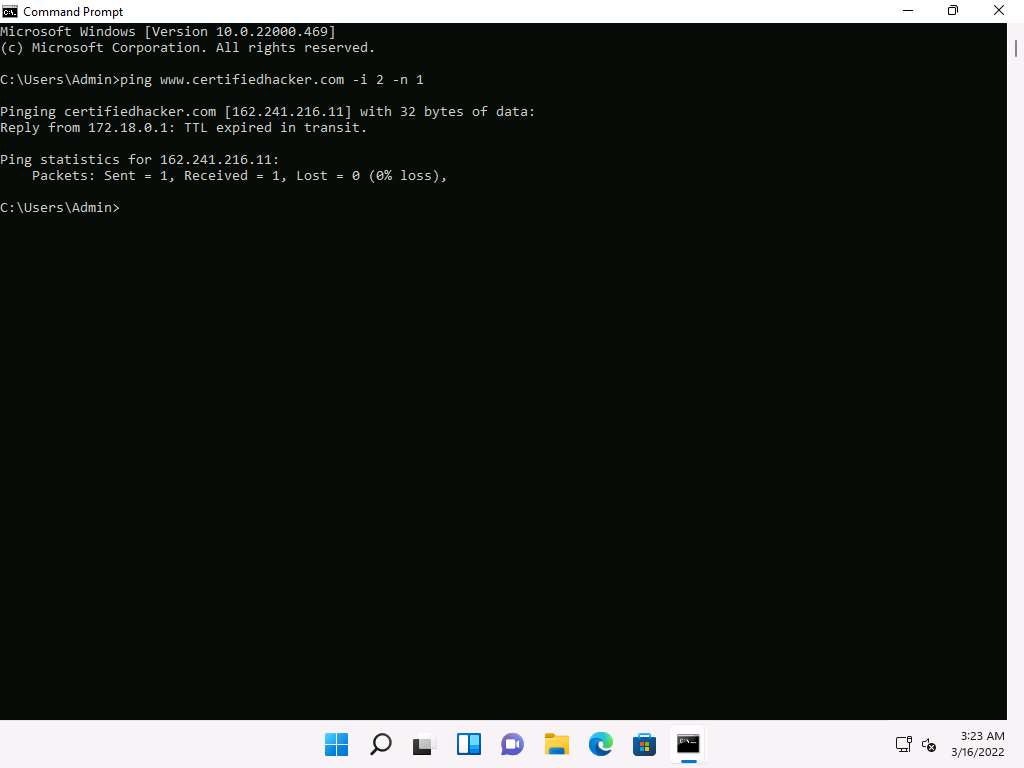 Command Prompt
Microsoft Windows [Version 10.0.22000.469]
(c) Microsoft Corporation. All rights reserved.
C:\Users\Admin>ping www.certifiedhacker.com -i 2 -n 1
Pinging certifiedhacker.com [162.241.216.11] with 32 bytes of data:
Reply from 172.18.0.1: TTL expired in transit.
Ping statistics for 162.241.216.11:
    Packets: Sent = 1, Received = 1, Lost = 0 (0% loss),
C:\Users\Admin>
3:23 AM
3/16/2022